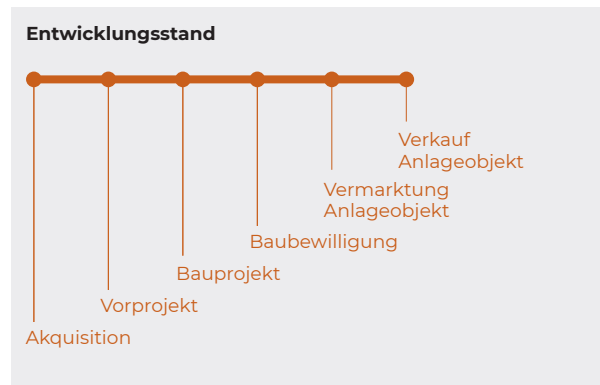 Entwicklungsstand
Verkauf
Anlageobjekt
Vermarktung
Anlageobjekt
Baubewilligung
Bauprojekt
Vorprojekt
Akquisition